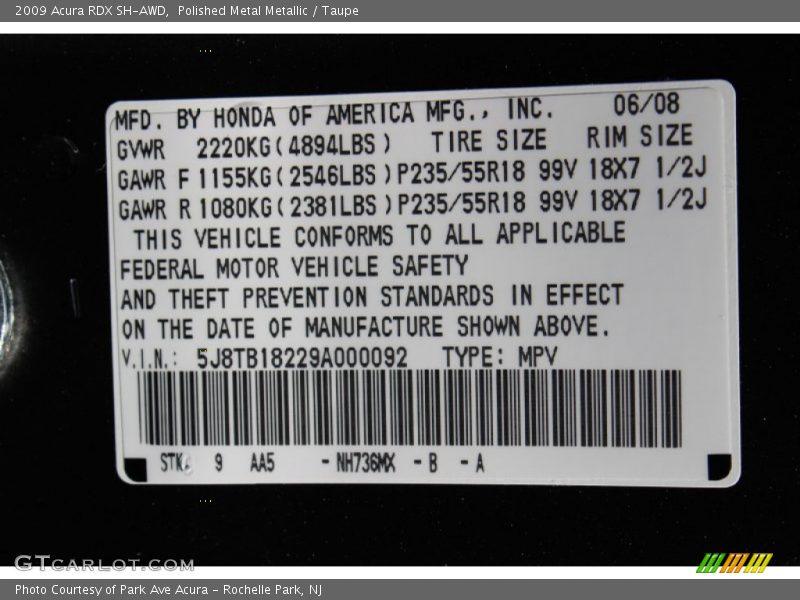 2009 Acura RDX SH-AWD,  Polished Metal Metallic / Taupe
MFD. BY HONDA OF AMERICA MFG., INC. 06/08
GVWR 2220KG(4894LBS) TIRE SIZE RIM SIZE
GAWR F 1155KG(2546LBS)P235/55R18 99V 18X7 1/2J
GAWR R 1080KG(2381LBS)P235/55R18 99V 18X7 1/2J
THIS VEHICLE CONFORMS TO ALL APPLICABLE
FEDERAL MOTOR VEHICLE SAFETY
AND THEFT PREVENTION STANDARDS IN EFFECT
ON THE DATE OF MANUFACTURE SHOWN ABOVE.
V.I.N.: 5J8TB18229A000092 TYPE: MPV
9 AA5 - NH736MX - B - A
GTCARLOT.COM
Photo Courtesy of Park Ave Acura - Rochelle Park, NJ